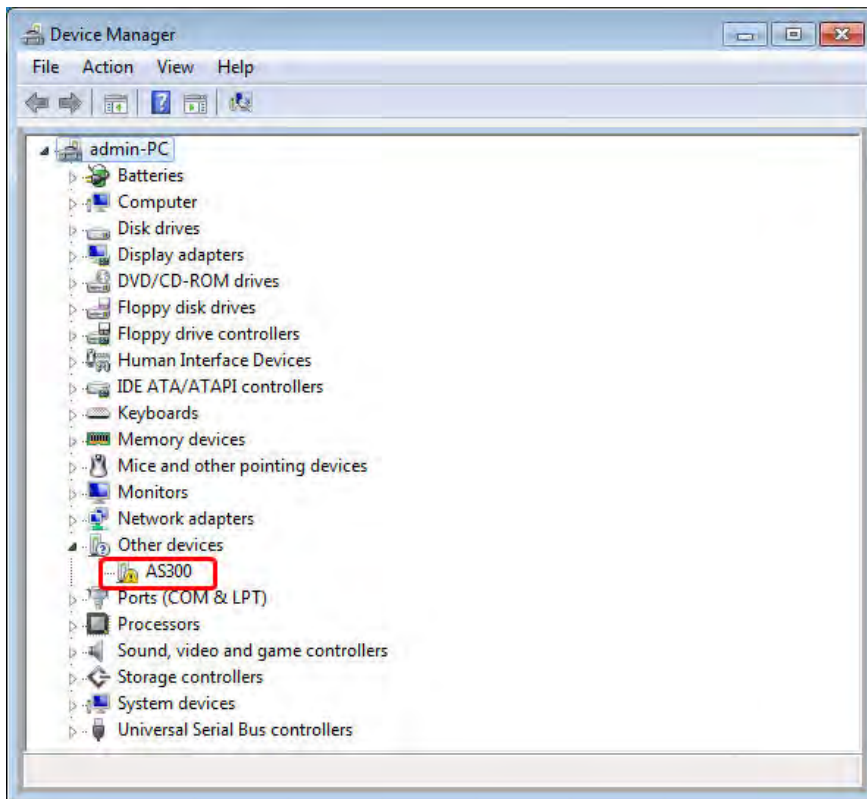 Device Manager
File Action View Help
admin-PC
Batteries
Computer
Disk drives
Display adapters
DVD/CD-ROM drives
Floppy disk drives
Floppy drive controllers
Human Interface Devices
IDE ATA/ATAPI controllers
Keyboards
Memory devices
Mice and other pointing devices
Monitors
Network adapters
Other devices
AS300
Ports (COM & LPT)
Processors
Sound, video and game controllers
Storage controllers
System devices
Universal Serial Bus controllers